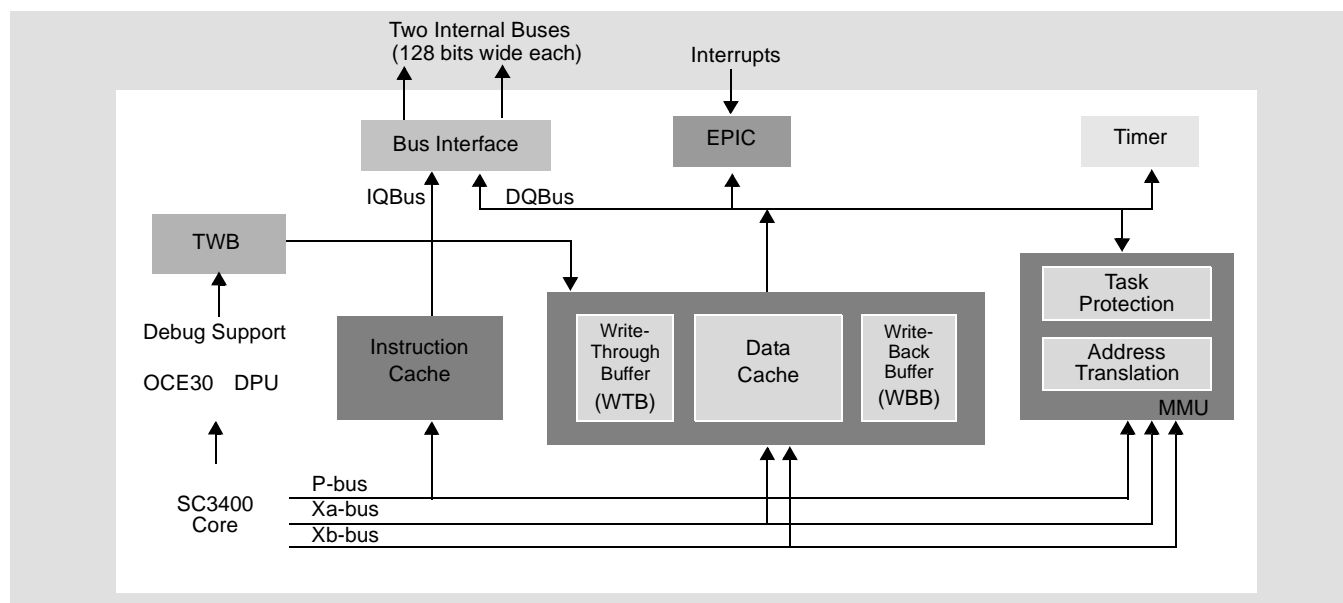 Two Internal Buses
(128 bits wide each)
Interrupts
Bus Interface
EPIC
Timer
IQBus
DQBus
TWB
Task
Protection
Debug Support
Instruction
Cache
Write-
Through
Buffer
(WTB)
Data
Cache
Write-
Back
Buffer
(WBB)
Address
Translation
OCE30 DPU
MMU
SC3400
Core
P-bus
Xa-bus
Xb-bus